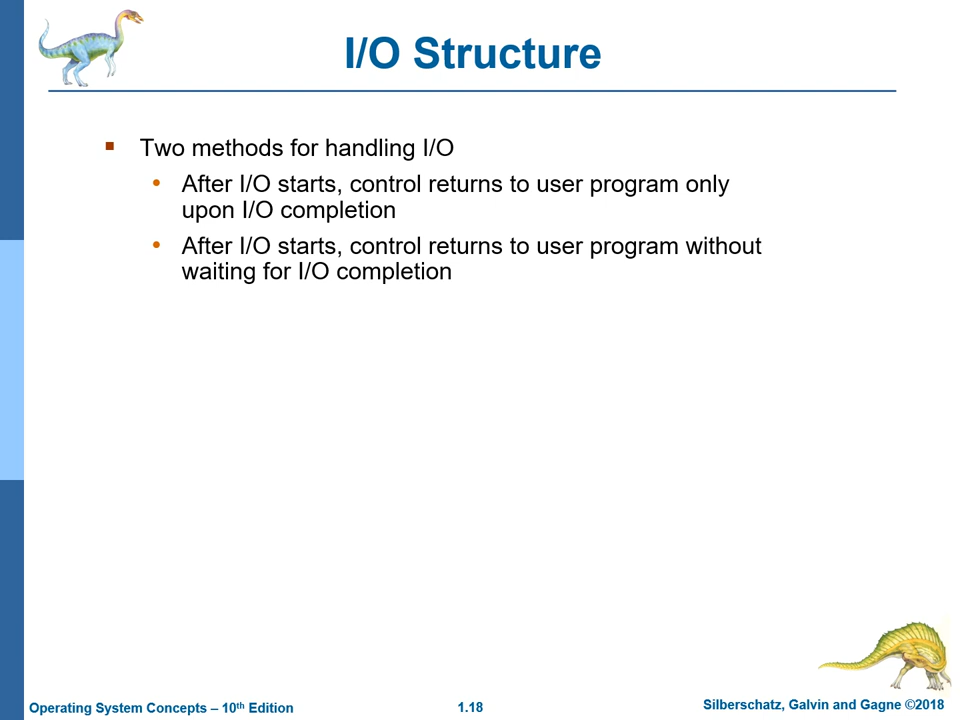 I/O Structure
▪ Two methods for handling I/O
• After I/O starts, control returns to user program only
upon I/O completion
• After I/O starts, control returns to user program without
waiting for I/O completion
Operating System Concepts – 10th Edition
1.18
Silberschatz, Galvin and Gagne ©2018